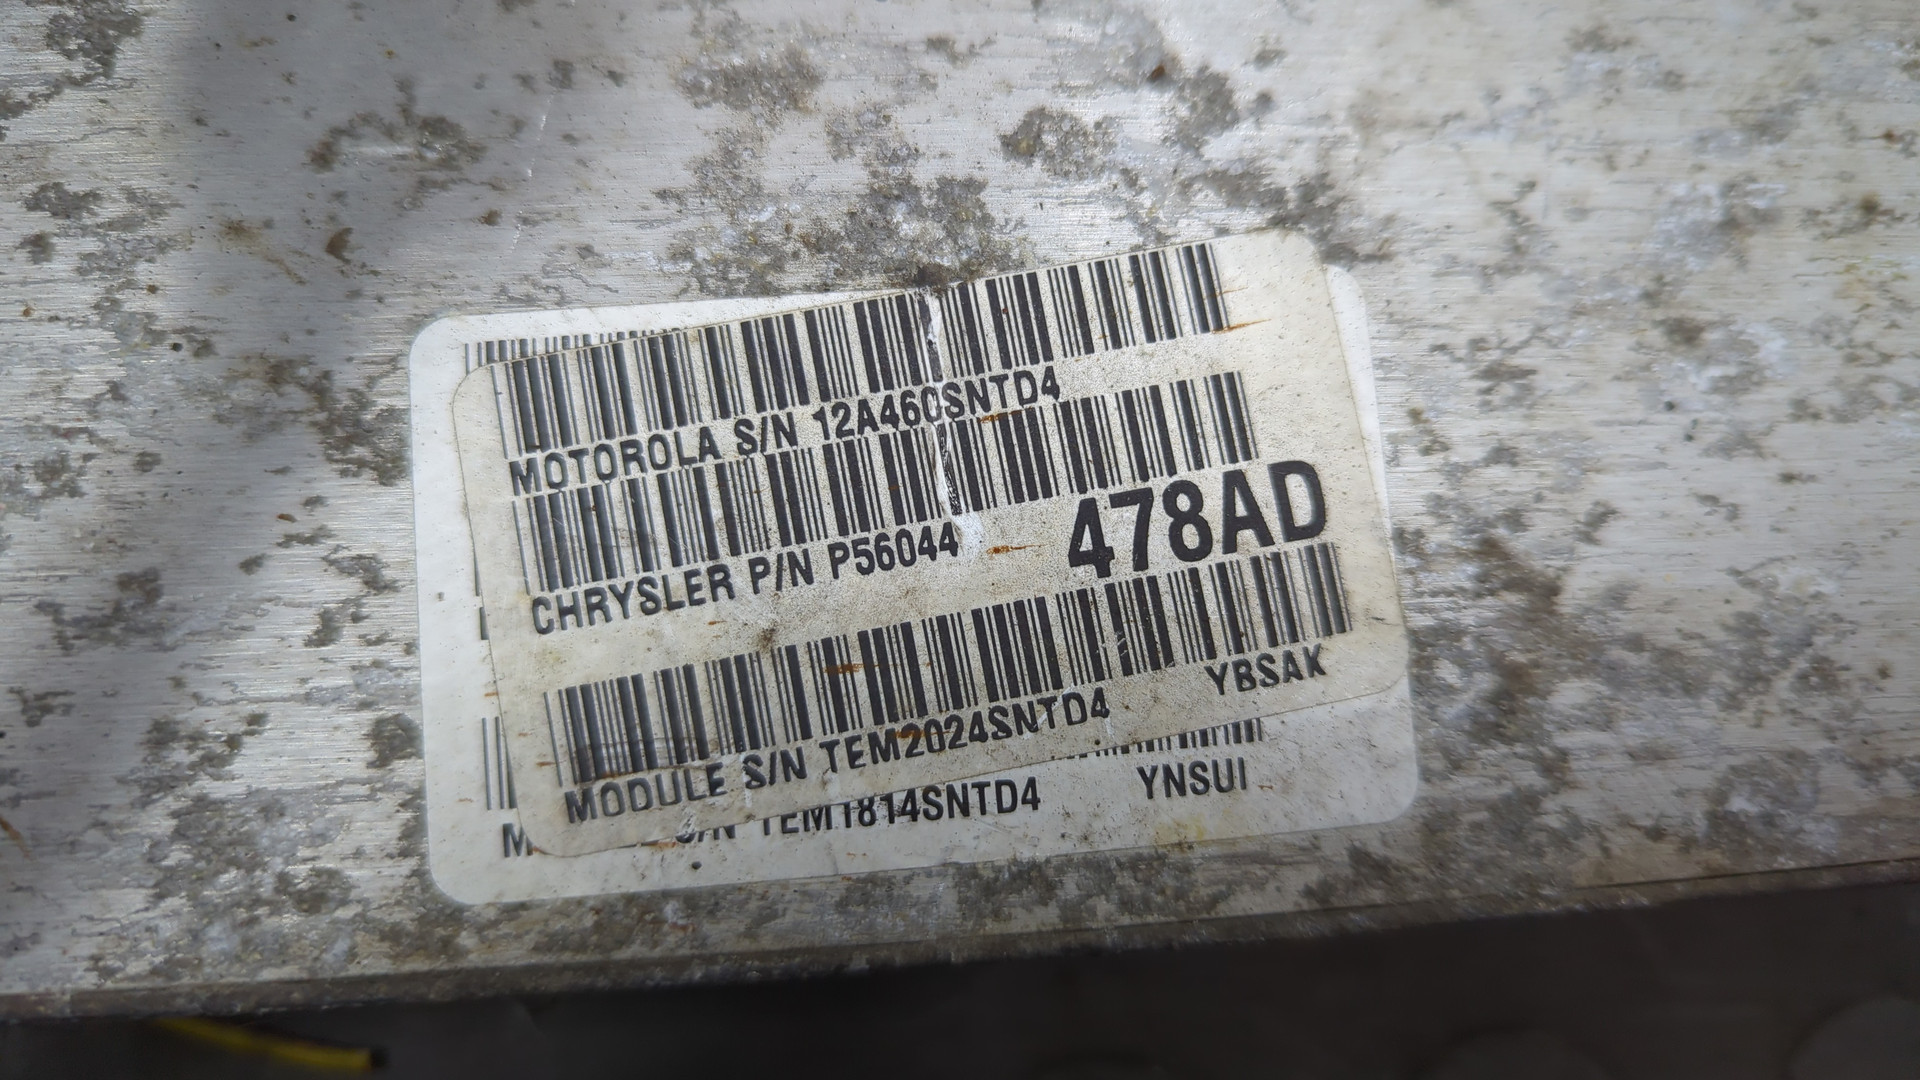 MOTOROLA S/N 12A460SNTD4
CHRYSLER P/N P56044 478AD
MODULE S/N TEM2024SNTD4 YBSAK
S/N TEM1814SNTD4 YNSUI